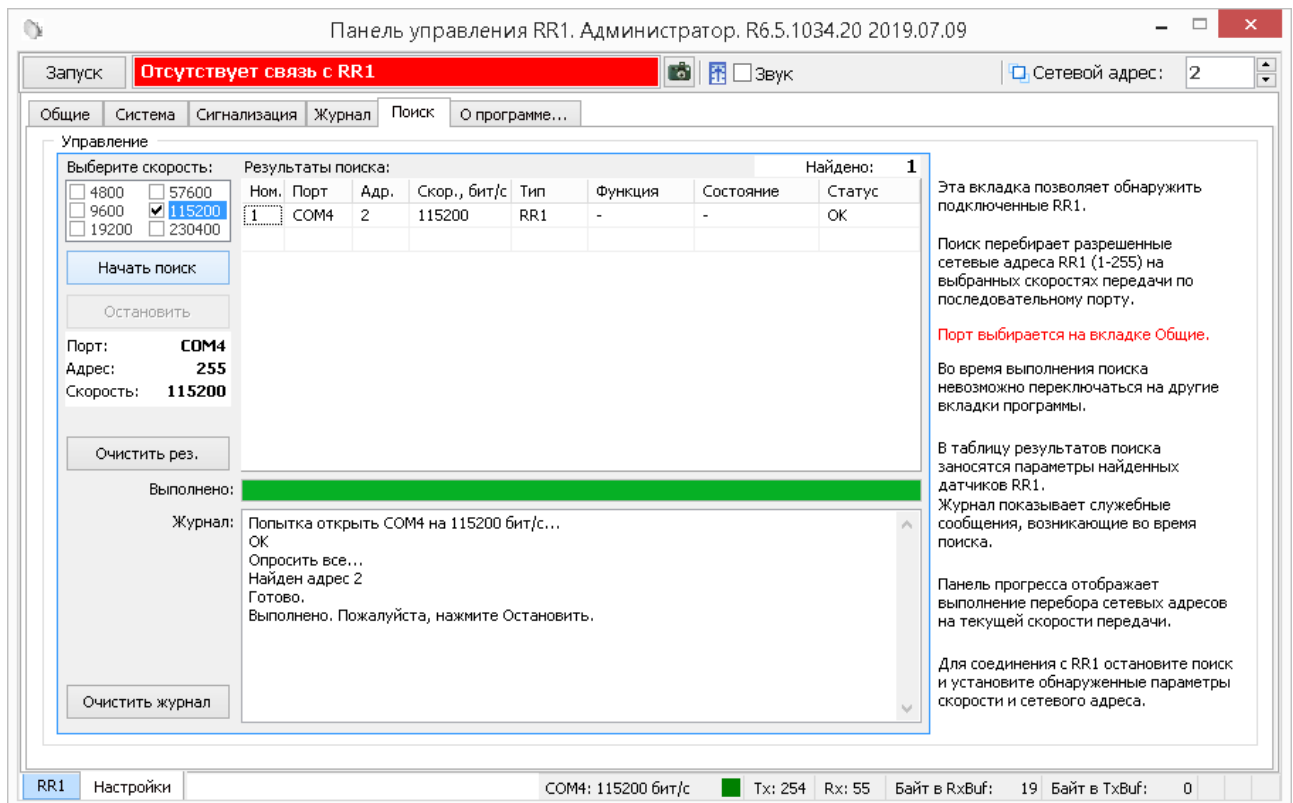 Панель управления RR1. Администратор. R6.5.1034.20 2019.07.09
Запуск
Отсутствует связь с RR1
Звук
Сетевой адрес: 2
Общие Система Сигнализация Журнал Поиск О программе...
Управление
Выберите скорость:
4800 57600
9600 115200
19200 230400
Начать поиск
Остановить
Порт: COM4
Адрес: 255
Скорость: 115200
Очистить рез.
Результаты поиска: Найдено: 1
Ном. Порт Адр. Скор., бит/с Тип Функция Состояние Статус
1 COM4 2 115200 RR1 - - OK
Выполнено:
Журнал:
Попытка открыть COM4 на 115200 бит/с...
OK
Опросить все...
Найден адрес 2
Готово.
Выполнено. Пожалуйста, нажмите Остановить.
Очистить журнал
Эта вкладка позволяет обнаружить
подключенные RR1.
Поиск перебирает разрешенные
сетевые адреса RR1 (1-255) на
выбранных скоростях передачи по
последовательному порту.
Порт выбирается на вкладке Общие.
Во время выполнения поиска
невозможно переключаться на другие
вкладки программы.
В таблицу результатов поиска
заносятся параметры найденных
датчиков RR1.
Журнал показывает служебные
сообщения, возникающие во время
поиска.
Панель прогресса отображает
выполнение перебора сетевых адресов
на текущей скорости передачи.
Для соединения с RR1 остановите поиск
и установите обнаруженные параметры
скорости и сетевого адреса.
RR1 Настройки COM4: 115200 бит/с Tx: 254 Rx: 55 Байт в RxBuf: 19 Байт в TxBuf: 0